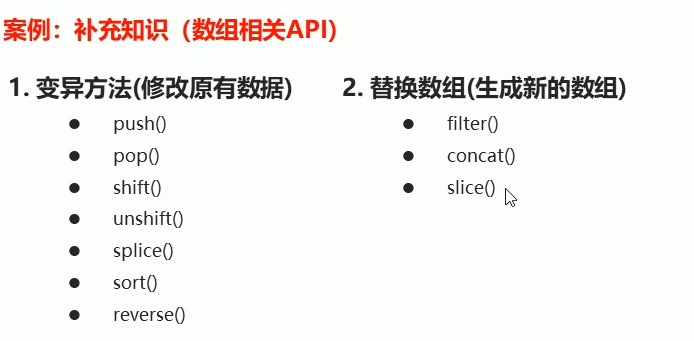 案例：补充知识（数组相关API）
1. 变异方法(修改原有数据)
● push()
● pop()
● shift()
● unshift()
● splice()
● sort()
● reverse()
2. 替换数组(生成新的数组)
● filter()
● concat()
● slice()